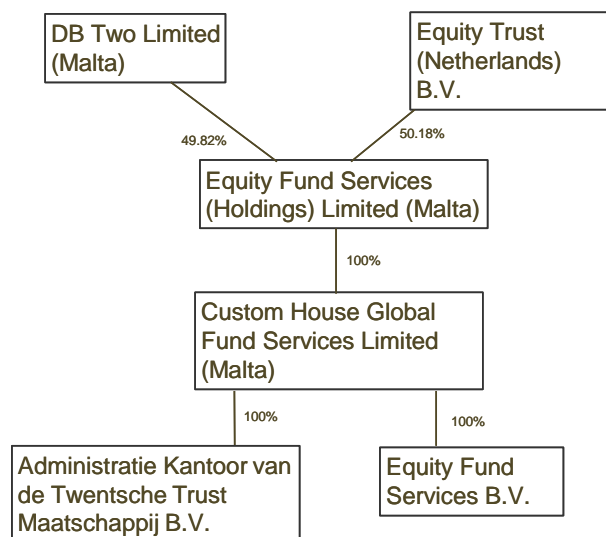 DB Two Limited
(Malta)
Equity Trust
(Netherlands)
B.V.
49.82%
50.18%
Equity Fund Services
(Holdings) Limited (Malta)
100%
Custom House Global
Fund Services Limited
(Malta)
100%
100%
Administratie Kantoor van
de Twentsche Trust
Maatschappij B.V.
Equity Fund
Services B.V.